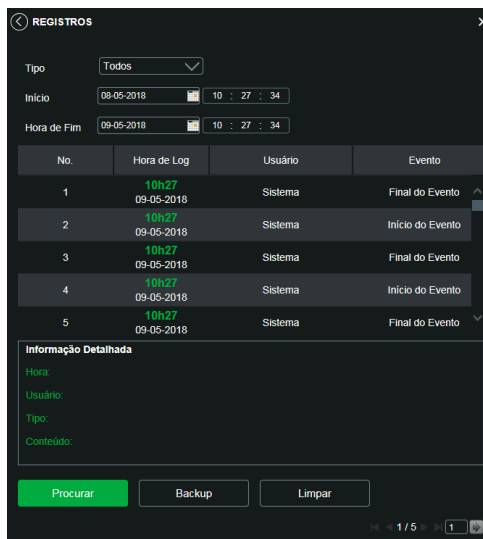 REGISTROS
Tipo Todos
Início 08-05-2018 10 : 27 : 34
Hora de Fim 09-05-2018 10 : 27 : 34
No. Hora de Log Usuário Evento
1 10h27 09-05-2018 Sistema Final do Evento
2 10h27 09-05-2018 Sistema Início do Evento
3 10h27 09-05-2018 Sistema Final do Evento
4 10h27 09-05-2018 Sistema Início do Evento
5 10h27 09-05-2018 Sistema Final do Evento
Informação Detalhada
Hora:
Usuário:
Tipo:
Conteúdo:
Procurar Backup Limpar
1 / 5 1